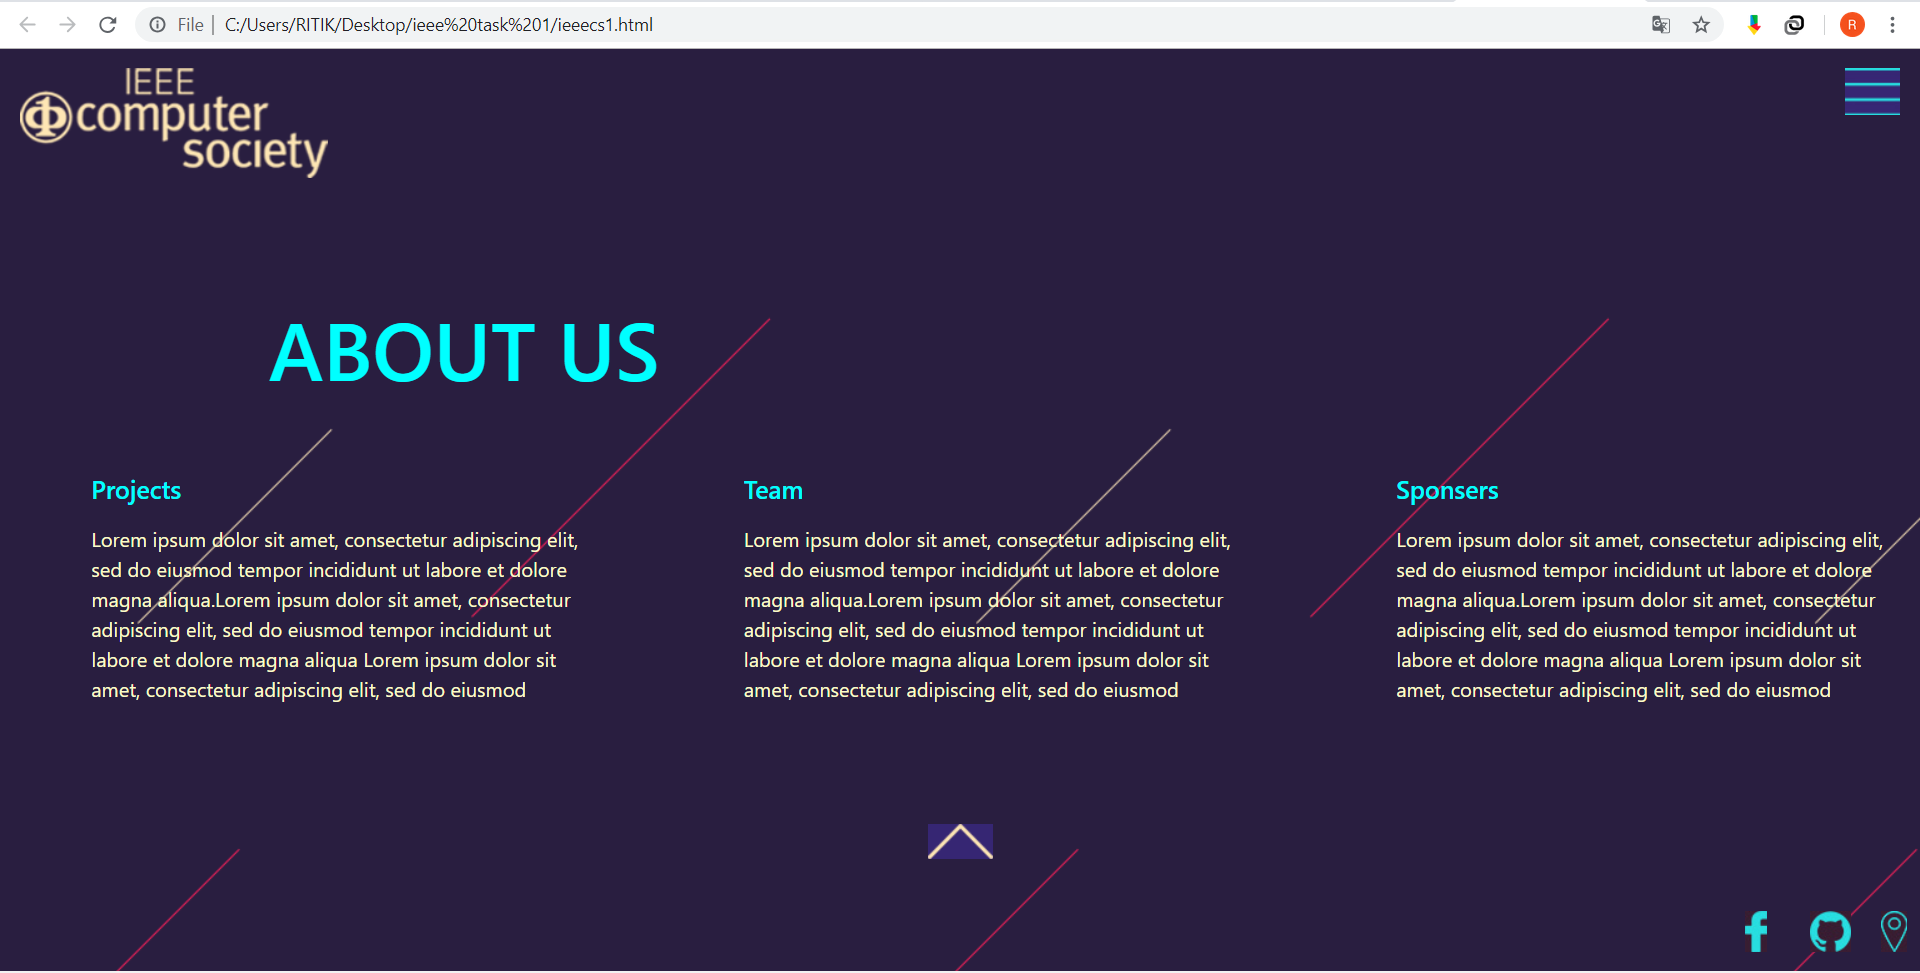 File C:/Users/RITIK/Desktop/ieee%20task%201/ieeecs1.html
R
IEEE
computer
society
ABOUT US
Projects
Lorem ipsum dolor sit amet, consectetur adipiscing elit,
sed do eiusmod tempor incididunt ut labore et dolore
magna aliqua.Lorem ipsum dolor sit amet, consectetur
adipiscing elit, sed do eiusmod tempor incididunt ut
labore et dolore magna aliqua Lorem ipsum dolor sit
amet, consectetur adipiscing elit, sed do eiusmod
Team
Lorem ipsum dolor sit amet, consectetur adipiscing elit,
sed do eiusmod tempor incididunt ut labore et dolore
magna aliqua.Lorem ipsum dolor sit amet, consectetur
adipiscing elit, sed do eiusmod tempor incididunt ut
labore et dolore magna aliqua Lorem ipsum dolor sit
amet, consectetur adipiscing elit, sed do eiusmod
Sponsers
Lorem ipsum dolor sit amet, consectetur adipiscing elit,
sed do eiusmod tempor incididunt ut labore et dolore
magna aliqua.Lorem ipsum dolor sit amet, consectetur
adipiscing elit, sed do eiusmod tempor incididunt ut
labore et dolore magna aliqua Lorem ipsum dolor sit
amet, consectetur adipiscing elit, sed do eiusmod